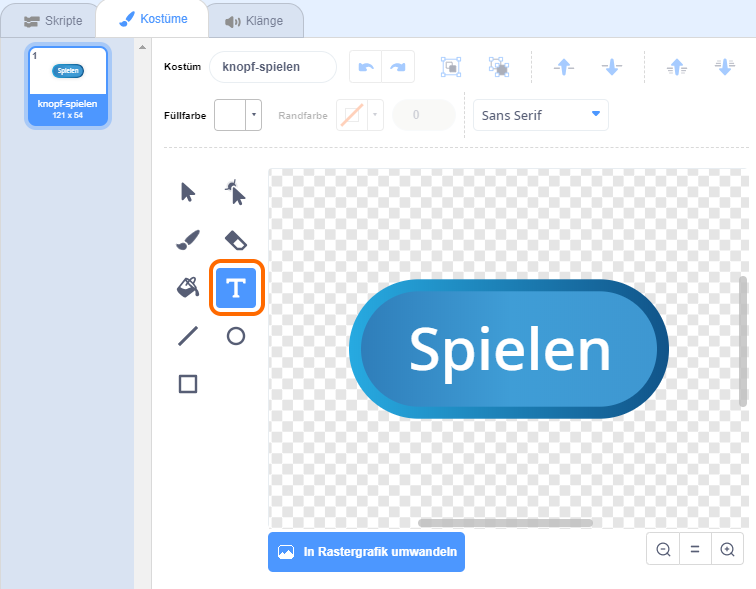 Skripte
Kostüme
Klänge
1
Spielen
knopf-spielen
121 x 54
Kostüm
knopf-spielen
Füllfarbe
Randfarbe
0
Sans Serif
T
Spielen
In Rastergrafik umwandeln